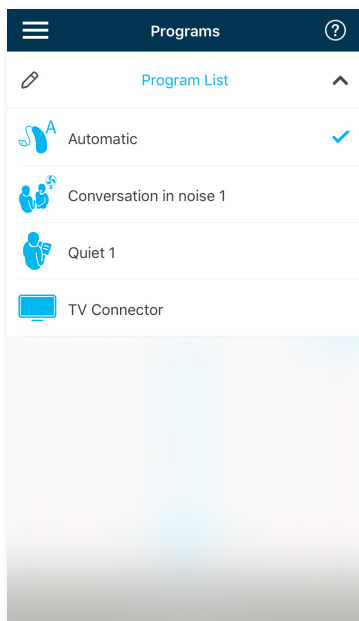 Programs
?
Program List
A
Automatic
Conversation in noise 1
Quiet 1
TV Connector